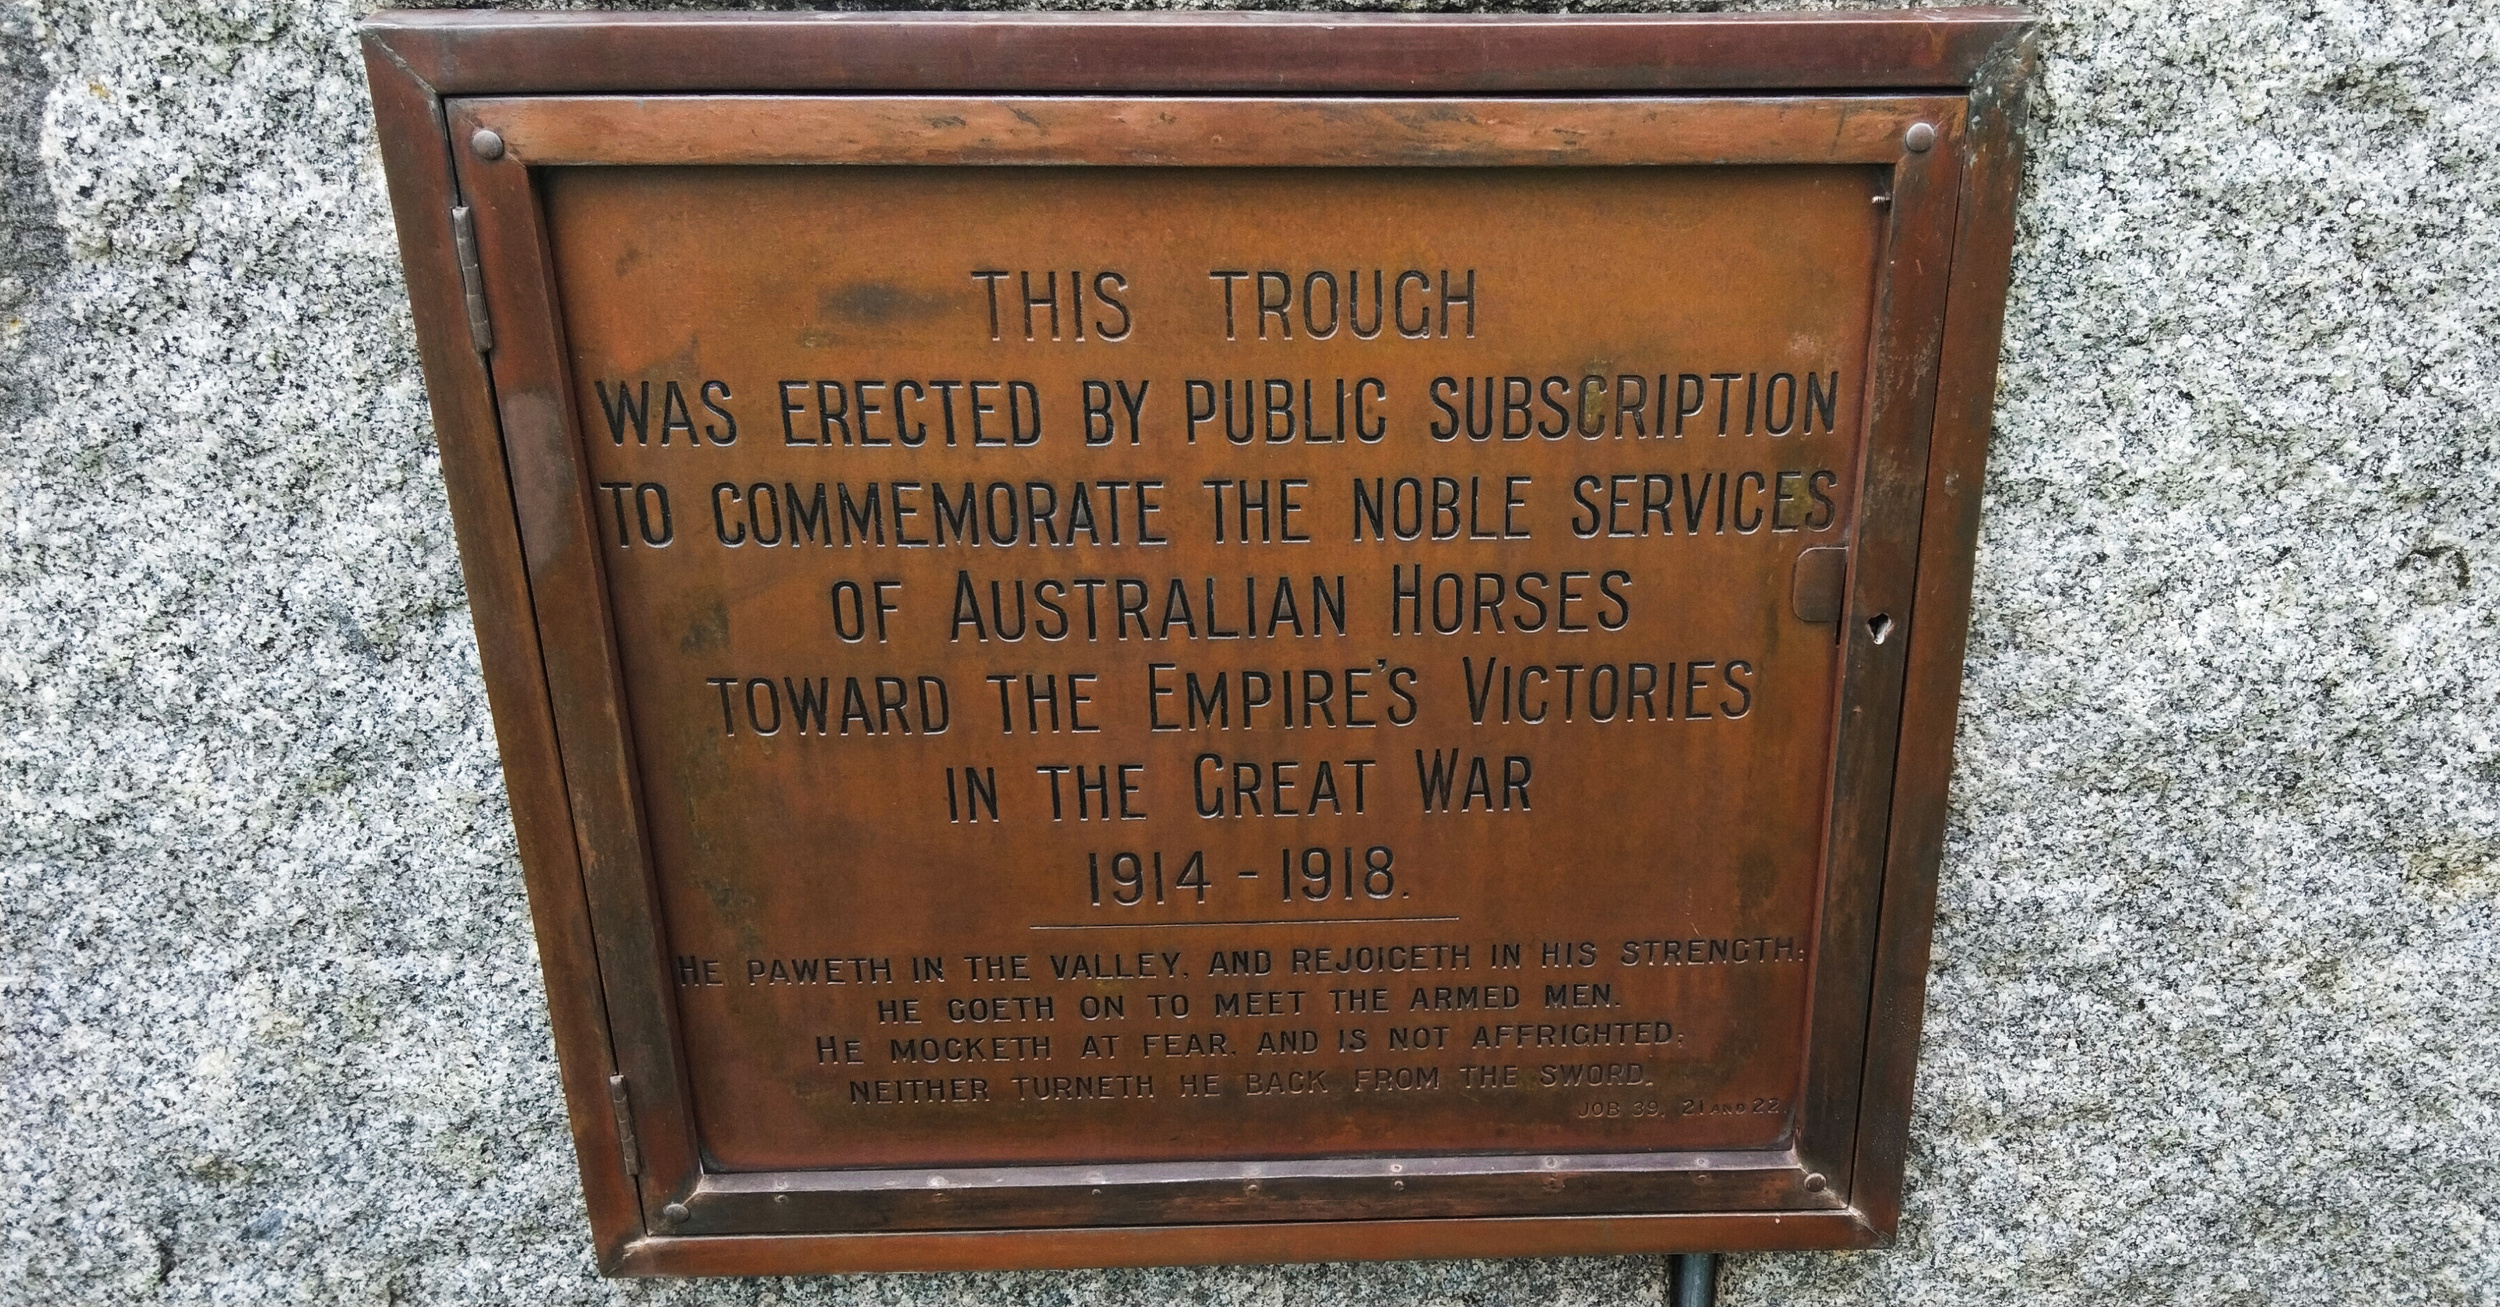 THIS TROUGH
WAS ERECTED BY PUBLIC SUBSCRIPTION
TO COMMEMORATE THE NOBLE SERVICES
OF AUSTRALIAN HORSES
TOWARD THE EMPIRE'S VICTORIES
IN THE GREAT WAR
1914 - 1918.
HE PAWETH IN THE VALLEY, AND REJOICETH IN HIS STRENGTH:
HE GOETH ON TO MEET THE ARMED MEN.
HE MOCKETH AT FEAR, AND IS NOT AFFRIGHTED;
NEITHER TURNETH HE BACK FROM THE SWORD.
JOB 39. 21 AND 22.